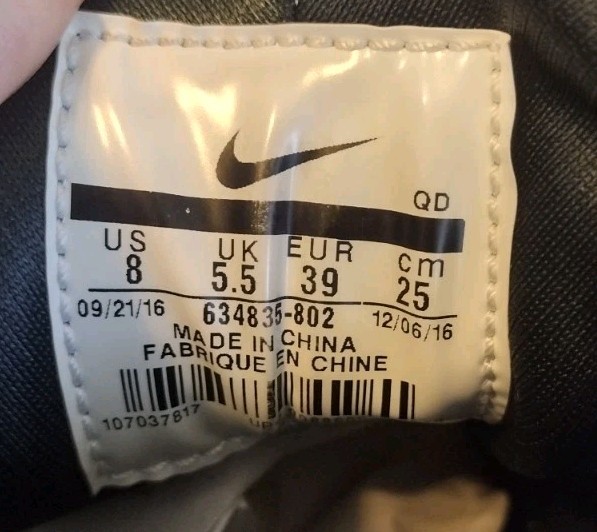 QD
US UK EUR cm
8 5.5 39 25
09/21/16 634835-802 12/06/16
MADE IN CHINA
FABRIQUE EN CHINE
107037817